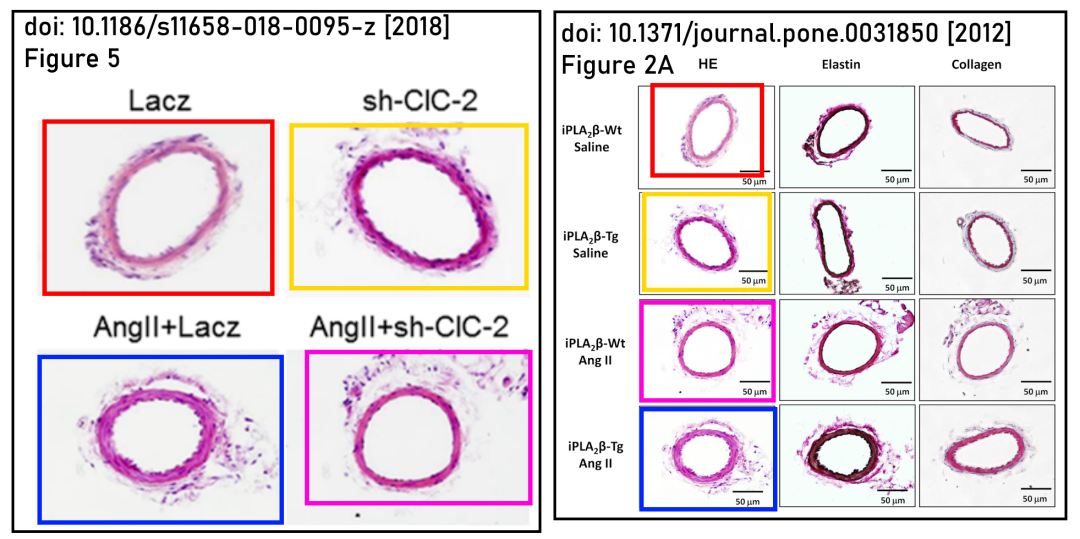 doi: 10.1186/s11658-018-0095-z [2018]
Figure 5
Lacz
sh-ClC-2
AngII+Lacz
AngII+sh-ClC-2
doi: 10.1371/journal.pone.0031850 [2012]
Figure 2A
HE
Elastin
Collagen
iPLA₂β-Wt
Saline
50 μm
50 μm
50 μm
iPLA₂β-Tg
Saline
50 μm
50 μm
50 μm
iPLA₂β-Wt
Ang II
50 μm
50 μm
50 μm
iPLA₂β-Tg
Ang II
50 μm
50 μm
50 μm